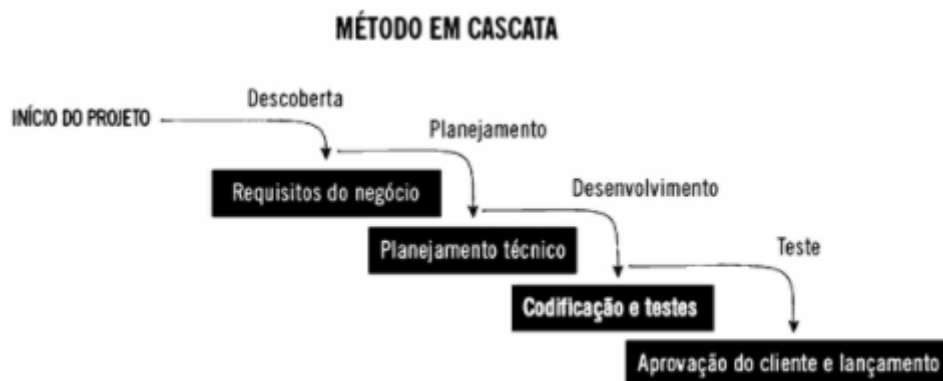 MÉTODO EM CASCATA
INÍCIO DO PROJETO
Descoberta
Requisitos do negócio
Planejamento
Planejamento técnico
Desenvolvimento
Codificação e testes
Teste
Aprovação do cliente e lançamento